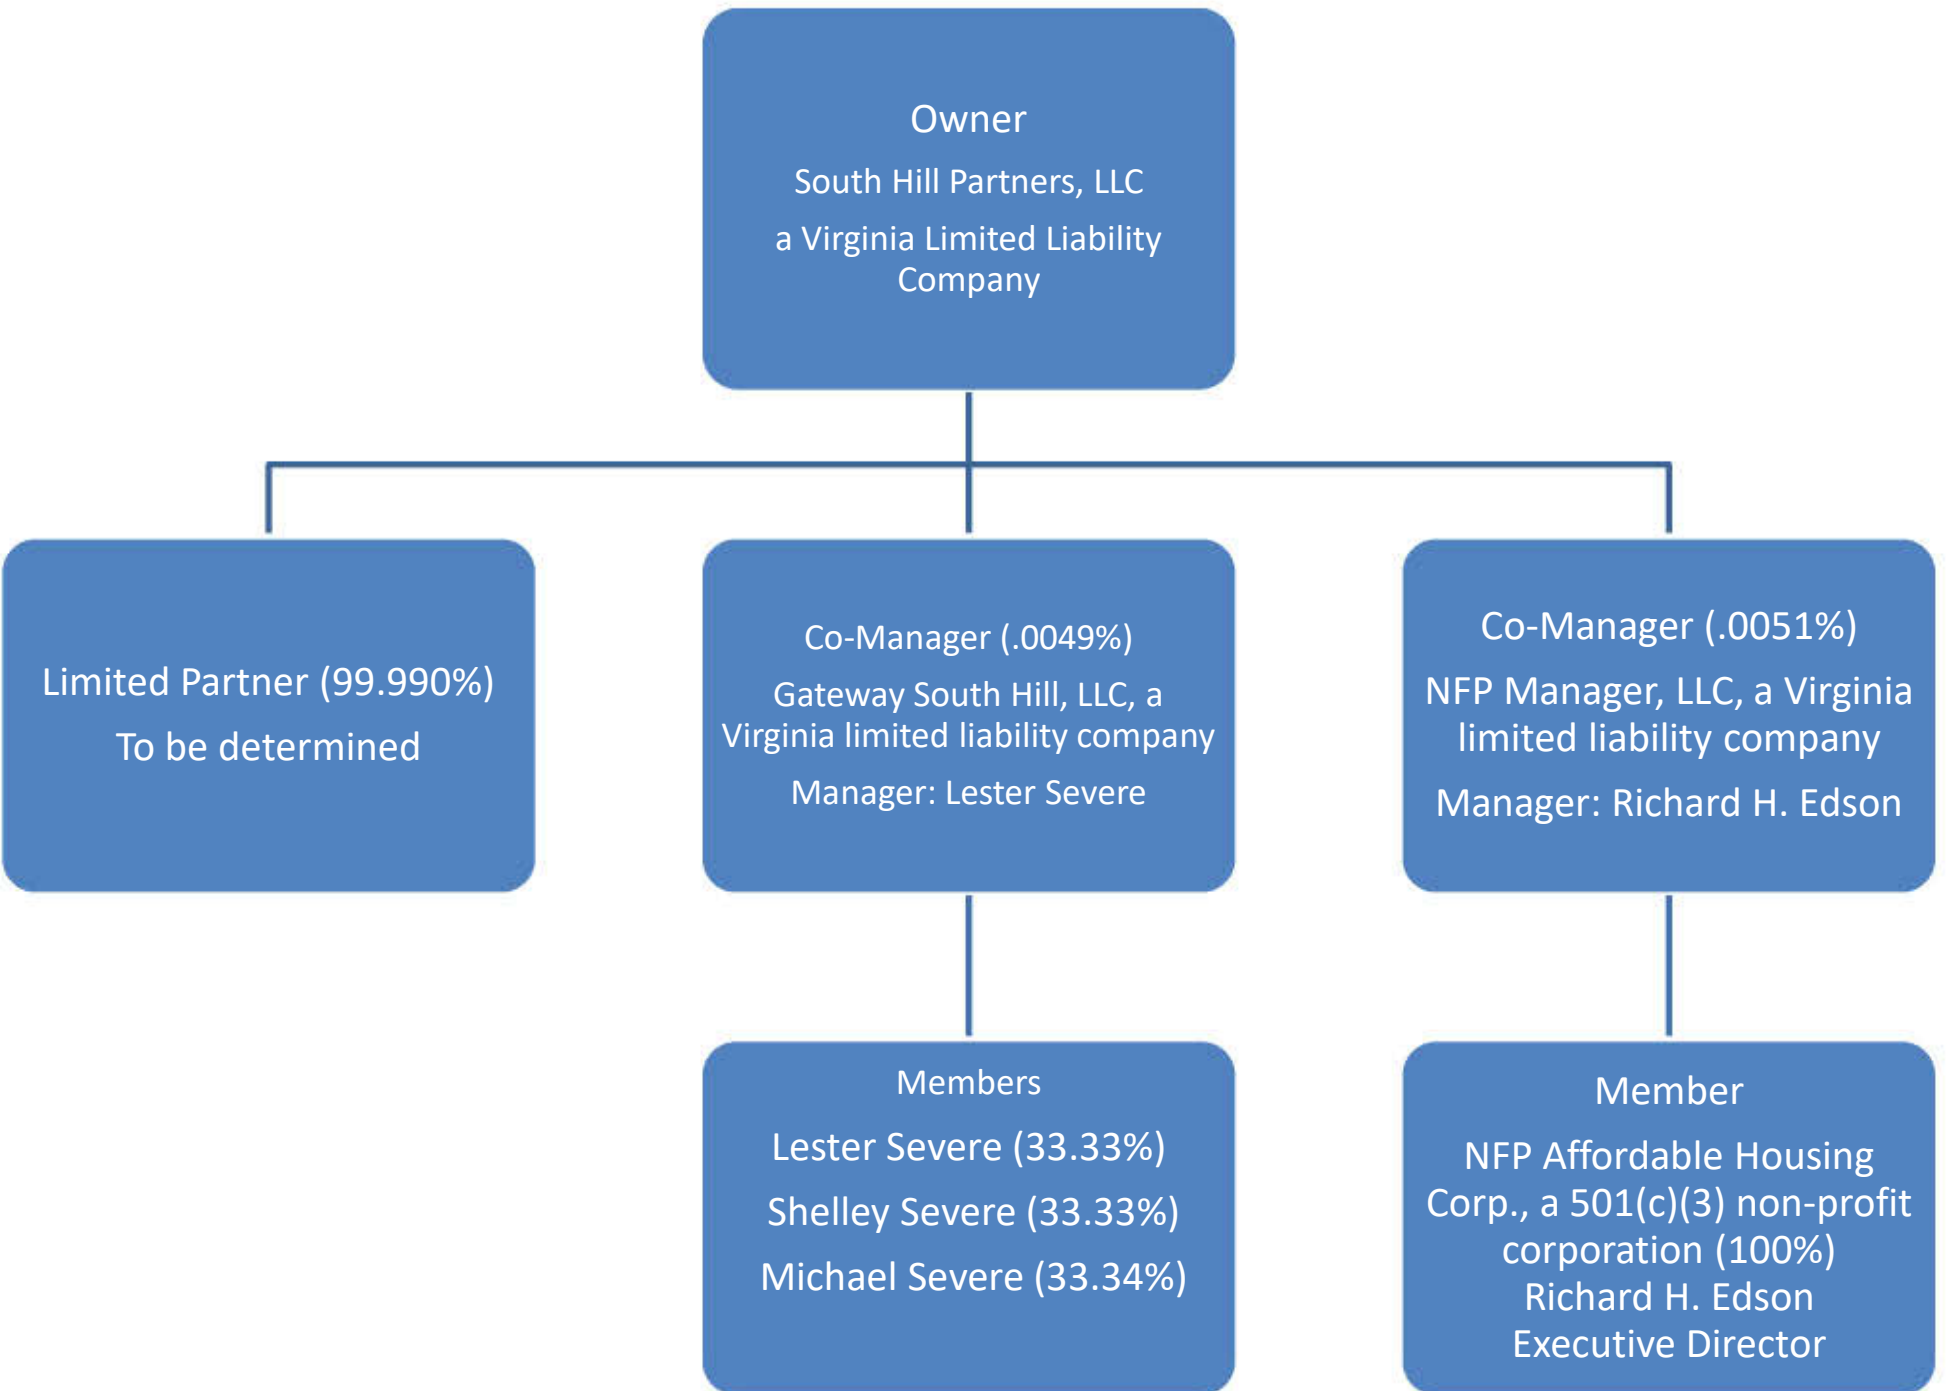 Owner
South Hill Partners, LLC
a Virginia Limited Liability
Company
Limited Partner (99.990%)
To be determined
Co-Manager (.0049%)
Gateway South Hill, LLC, a
Virginia limited liability company
Manager: Lester Severe
Co-Manager (.0051%)
NFP Manager, LLC, a Virginia
limited liability company
Manager: Richard H. Edson
Members
Lester Severe (33.33%)
Shelley Severe (33.33%)
Michael Severe (33.34%)
Member
NFP Affordable Housing
Corp., a 501(c)(3) non-profit
corporation (100%)
Richard H. Edson
Executive Director